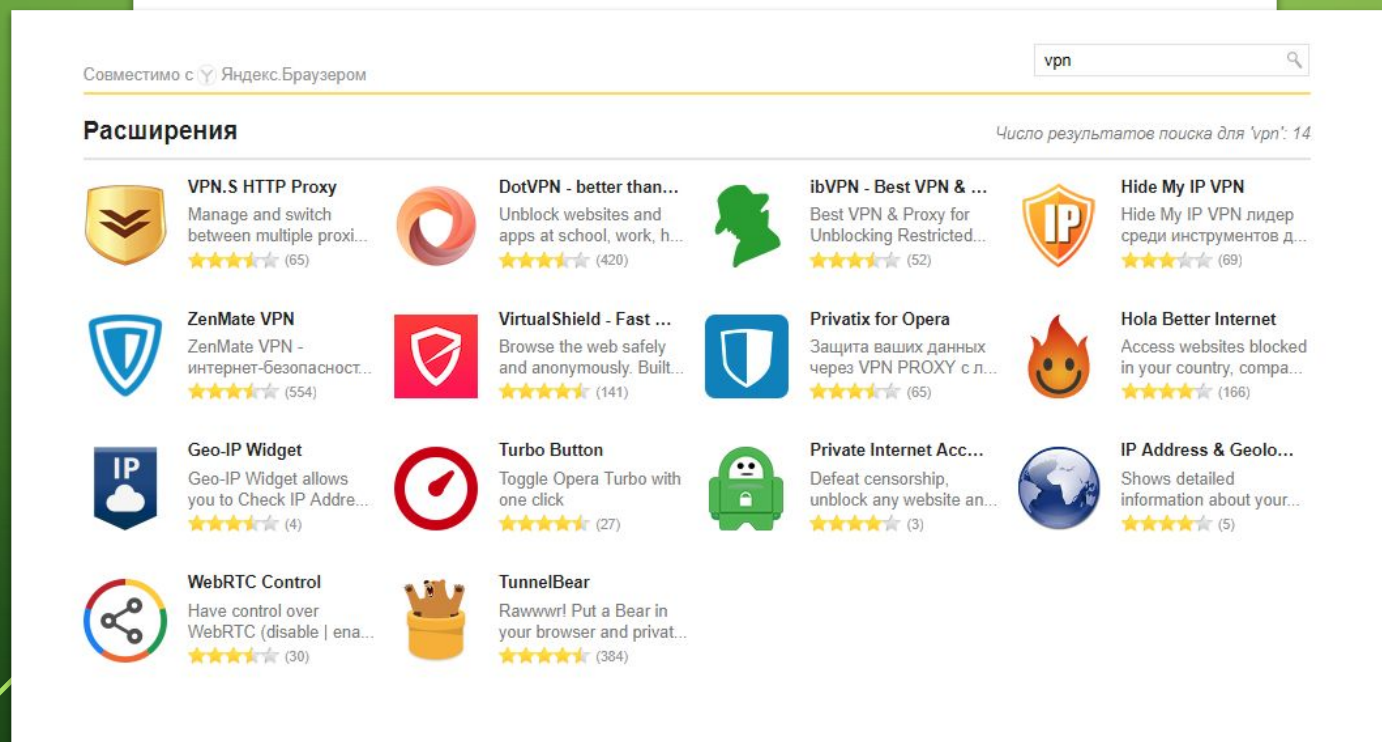 vpn
Совместимо с Яндекс.Браузером
Расширения
Число результатов поиска для 'vpn': 14
VPN.S HTTP Proxy
Manage and switch
between multiple proxi...
(65)
DotVPN - better than...
Unblock websites and
apps at school, work, h...
(420)
ibVPN - Best VPN & ...
Best VPN & Proxy for
Unblocking Restricted...
(52)
IP
Hide My IP VPN
Hide My IP VPN лидер
среди инструментов д...
(69)
ZenMate VPN
ZenMate VPN -
интернет-безопасност...
(554)
VirtualShield - Fast ...
Browse the web safely
and anonymously. Built...
(141)
Privatix for Opera
Защита ваших данных
через VPN PROXY с л...
(65)
Hola Better Internet
Access websites blocked
in your country, compa...
(166)
IP
Geo-IP Widget
Geo-IP Widget allows
you to Check IP Addre...
(4)
Turbo Button
Toggle Opera Turbo with
one click
(27)
Private Internet Acc...
Defeat censorship,
unblock any website an...
(3)
IP Address & Geolo...
Shows detailed
information about your...
(5)
WebRTC Control
Have control over
WebRTC (disable | ena...
(30)
TunnelBear
Rawwwr! Put a Bear in
your browser and privat...
(384)